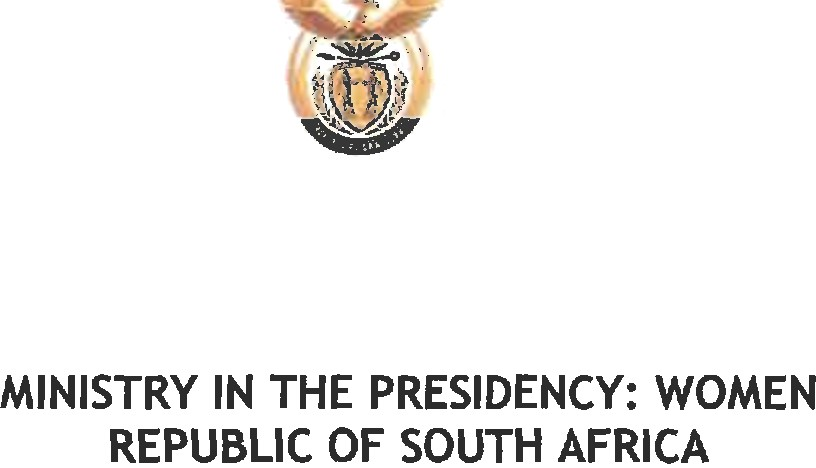 MINISTRY IN THE PRESIDENCY: WOMEN
REPUBLIC OF SOUTH AFRICA